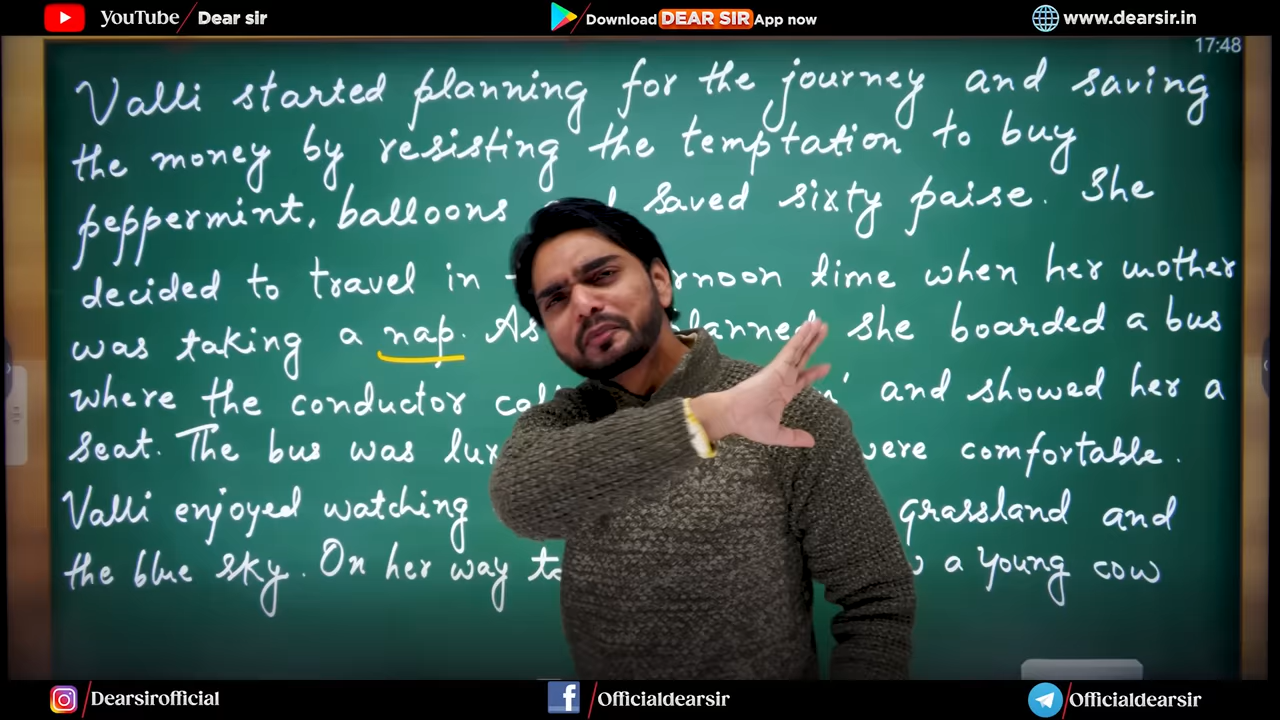 YouTube / Dear sir
Download DEAR SIR App now
www.dearsir.in
17:48
Valli started planning for the journey and saving
the money by resisting the temptation to buy
peppermint, balloons saved sixty paise. She
decided to travel in time when her mother
was taking a nap. As she boarded a bus
where the conductor and showed her a
seat. The bus was comfortable.
Valli enjoyed watching grassland and
the blue sky. On her way a young cow
Dearsirofficial
Officialdearsir
Officialdearsir